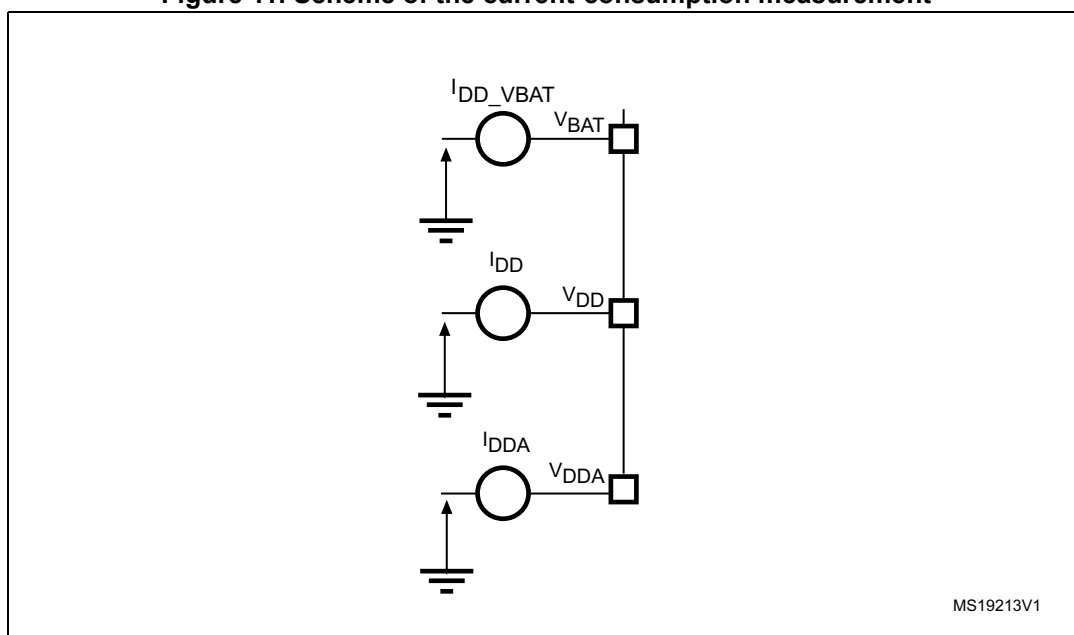 Figure 11. Scheme of the current-consumption measurement
I_DD_VBAT
V_BAT
I_DD
V_DD
I_DDA
V_DDA
MS19213V1